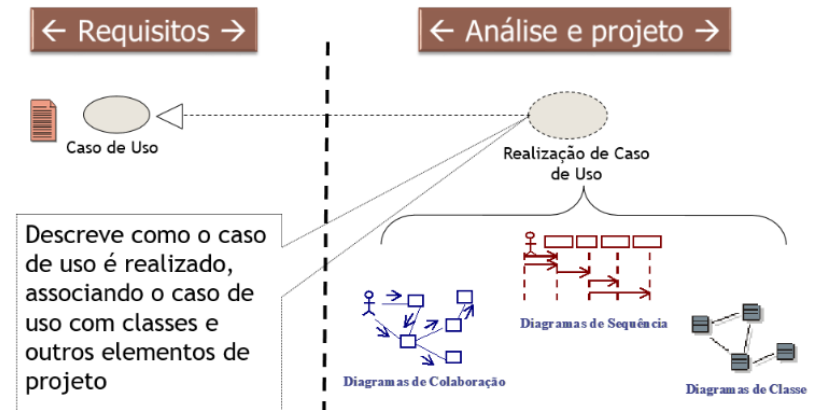 ← Requisitos →
← Análise e projeto →
Caso de Uso
Realização de Caso
de Uso
Descreve como o caso
de uso é realizado,
associando o caso de
uso com classes e
outros elementos de
projeto
Diagramas de Sequência
Diagramas de Colaboração
Diagramas de Classe